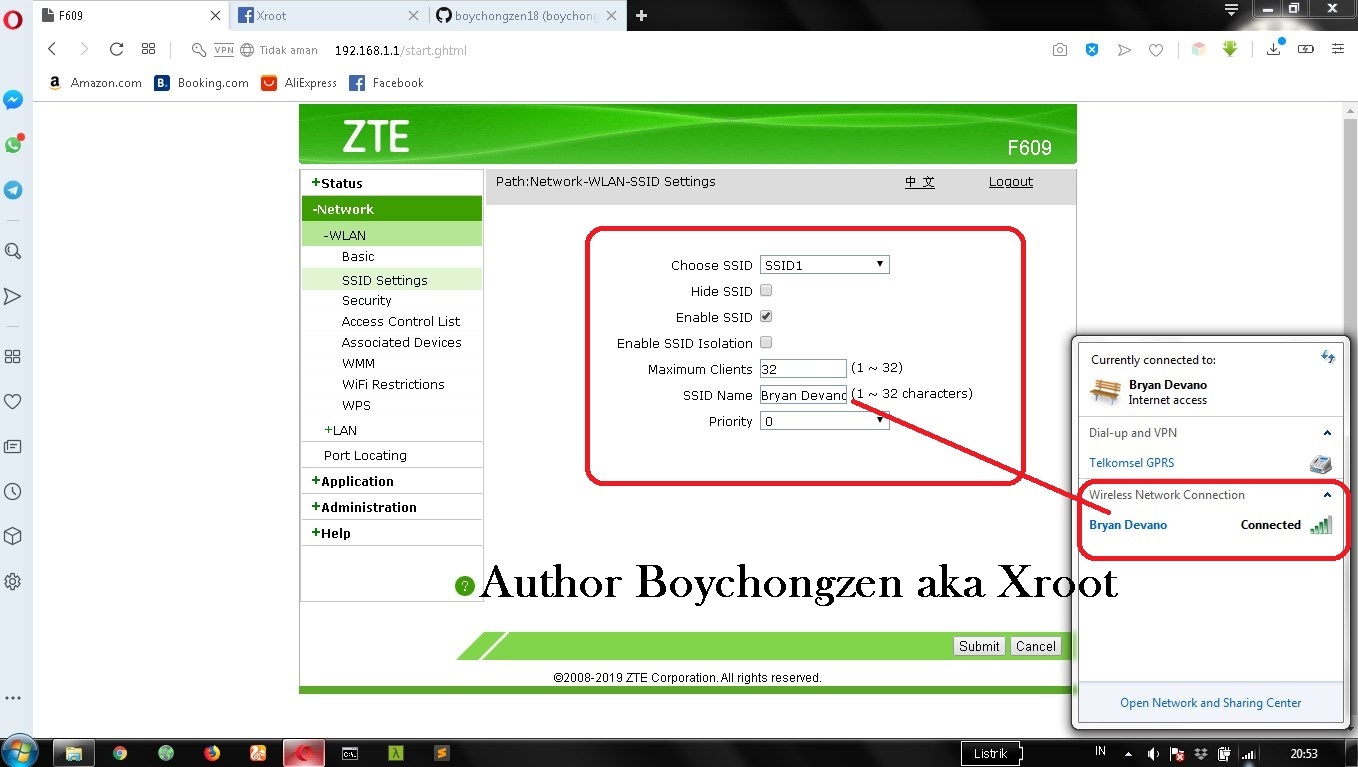 F609
Xroot
boychongzen18 (boychong
VPN
Tidak aman
192.168.1.1/start.ghtml
Amazon.com
B.
Booking.com
AliExpress
Facebook
ZTE
F609
+Status
-Network
-WLAN
Basic
SSID Settings
Security
Access Control List
Associated Devices
WMM
WiFi Restrictions
WPS
+LAN
Port Locating
+Application
+Administration
+Help
Path:Network-WLAN-SSID Settings
中 文
Logout
Choose SSID SSID1
Hide SSID
Enable SSID
Enable SSID Isolation
Maximum Clients 32 (1 ~ 32)
SSID Name Bryan Devano (1 ~ 32 characters)
Priority 0
?
Author Boychongzen aka Xroot
Submit Cancel
©2008-2019 ZTE Corporation. All rights reserved.
Currently connected to:
Bryan Devano
Internet access
Dial-up and VPN
Telkomsel GPRS
Wireless Network Connection
Bryan Devano Connected
Open Network and Sharing Center
Listrik
IN
20:53